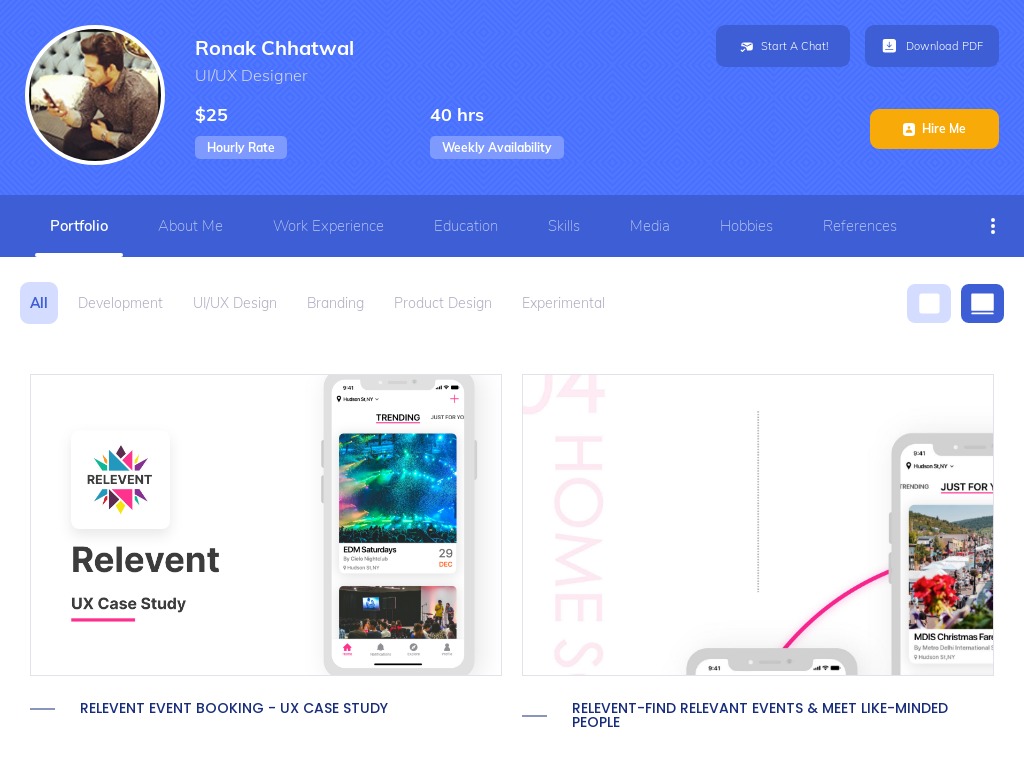 Ronak Chhatwal
UI/UX Designer
$25
Hourly Rate
40 hrs
Weekly Availability
Start A Chat!
Download PDF
Hire Me
Portfolio
About Me
Work Experience
Education
Skills
Media
Hobbies
References
All
Development
UI/UX Design
Branding
Product Design
Experimental
RELEVENT
Relevent
UX Case Study
9:41
Hudson St,NY
TRENDING
JUST FOR YO
EDM Saturdays
By Cielo Nightclub
Hudson St,NY
29
DEC
04 HOME S
9:41
Hudson St,NY
TRENDING
JUST FOR Y
MDIS Christmas Fare
By Metro Delhi International S
Hudson St,NY
9:41
RELEVENT EVENT BOOKING - UX CASE STUDY
RELEVENT-FIND RELEVANT EVENTS & MEET LIKE-MINDED
PEOPLE